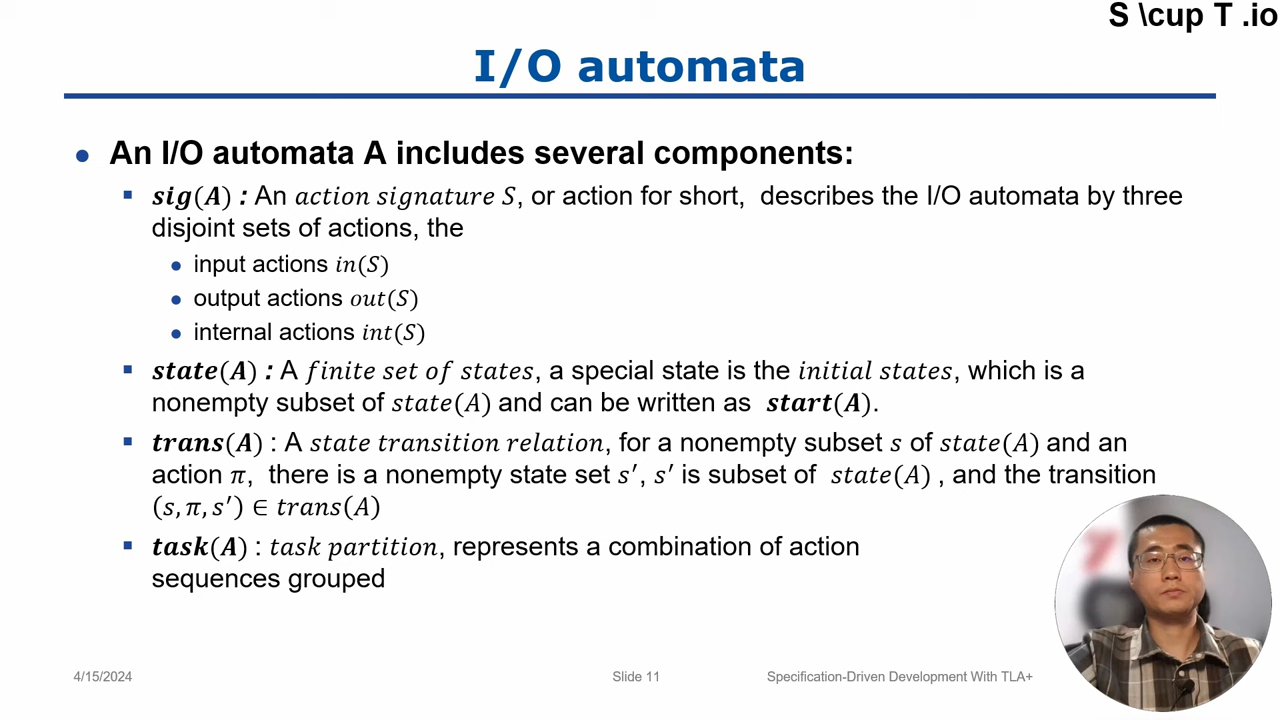 S \cup T .io
I/O automata
● An I/O automata A includes several components:
▪ sig(A) : An action signature S, or action for short,  describes the I/O automata by three
disjoint sets of actions, the
● input actions in(S)
● output actions out(S)
● internal actions int(S)
▪ state(A) : A finite set of states, a special state is the initial states, which is a
nonempty subset of state(A) and can be written as  start(A).
▪ trans(A) : A state transition relation, for a nonempty subset s of state(A) and an
action π,  there is a nonempty state set s′, s′ is subset of  state(A) , and the transition
(s, π, s′) ∈ trans(A)
▪ task(A) : task partition, represents a combination of action
sequences grouped
4/15/2024
Slide 11
Specification-Driven Development With TLA+